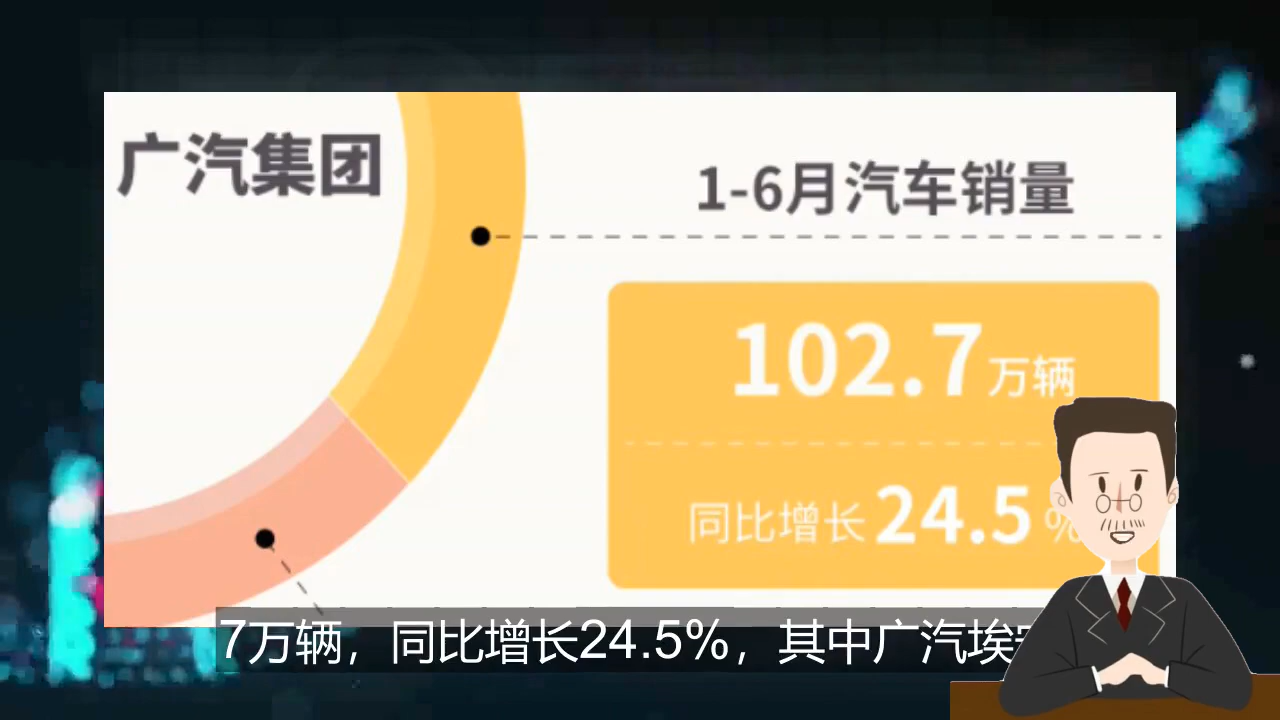 广汽集团
1-6月汽车销量
102.7万辆
同比增长24.5%
7万辆，同比增长24.5%，其中广汽埃